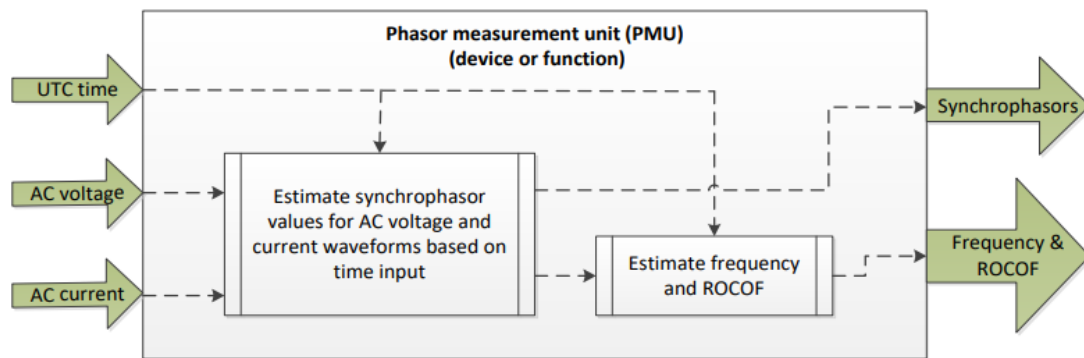 Phasor measurement unit (PMU)
(device or function)
UTC time
AC voltage
AC current
Estimate synchrophasor
values for AC voltage and
current waveforms based on
time input
Estimate frequency
and ROCOF
Synchrophasors
Frequency &
ROCOF